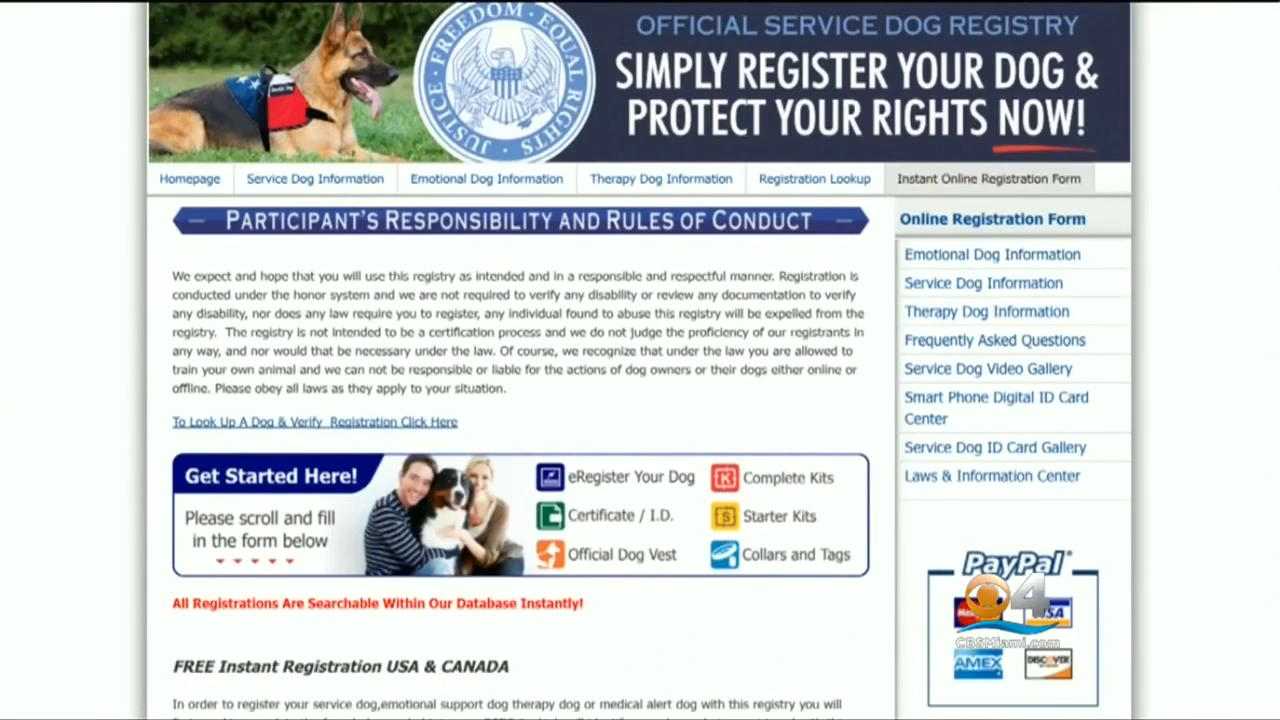 OFFICIAL SERVICE DOG REGISTRY
SIMPLY REGISTER YOUR DOG &
PROTECT YOUR RIGHTS NOW!
JUSTICE · FREEDOM · EQUAL RIGHTS ·
Homepage
Service Dog Information
Emotional Dog Information
Therapy Dog Information
Registration Lookup
Instant Online Registration Form
PARTICIPANT'S RESPONSIBILITY AND RULES OF CONDUCT
We expect and hope that you will use this registry as intended and in a responsible and respectful manner. Registration is
conducted under the honor system and we are not required to verify any disability or review any documentation to verify
any disability, nor does any law require you to register, any individual found to abuse this registry will be expelled from the
registry. The registry is not intended to be a certification process and we do not judge the proficiency of our registrants in
any way, and nor would that be necessary under the law. Of course, we recognize that under the law you are allowed to
train your own animal and we can not be responsible or liable for the actions of dog owners or their dogs either online or
offline. Please obey all laws as they apply to your situation.
To Look Up A Dog & Verify Registration Click Here
Get Started Here!
Please scroll and fill
in the form below
eRegister Your Dog
Certificate / I.D.
Official Dog Vest
K Complete Kits
S Starter Kits
Collars and Tags
All Registrations Are Searchable Within Our Database Instantly!
FREE Instant Registration USA & CANADA
In order to register your service dog,emotional support dog therapy dog or medical alert dog with this registry you will
Online Registration Form
Emotional Dog Information
Service Dog Information
Therapy Dog Information
Frequently Asked Questions
Service Dog Video Gallery
Smart Phone Digital ID Card
Center
Service Dog ID Card Gallery
Laws & Information Center
PayPal
4
VISA
CBSMiami.com
AMEX
DISCOVER